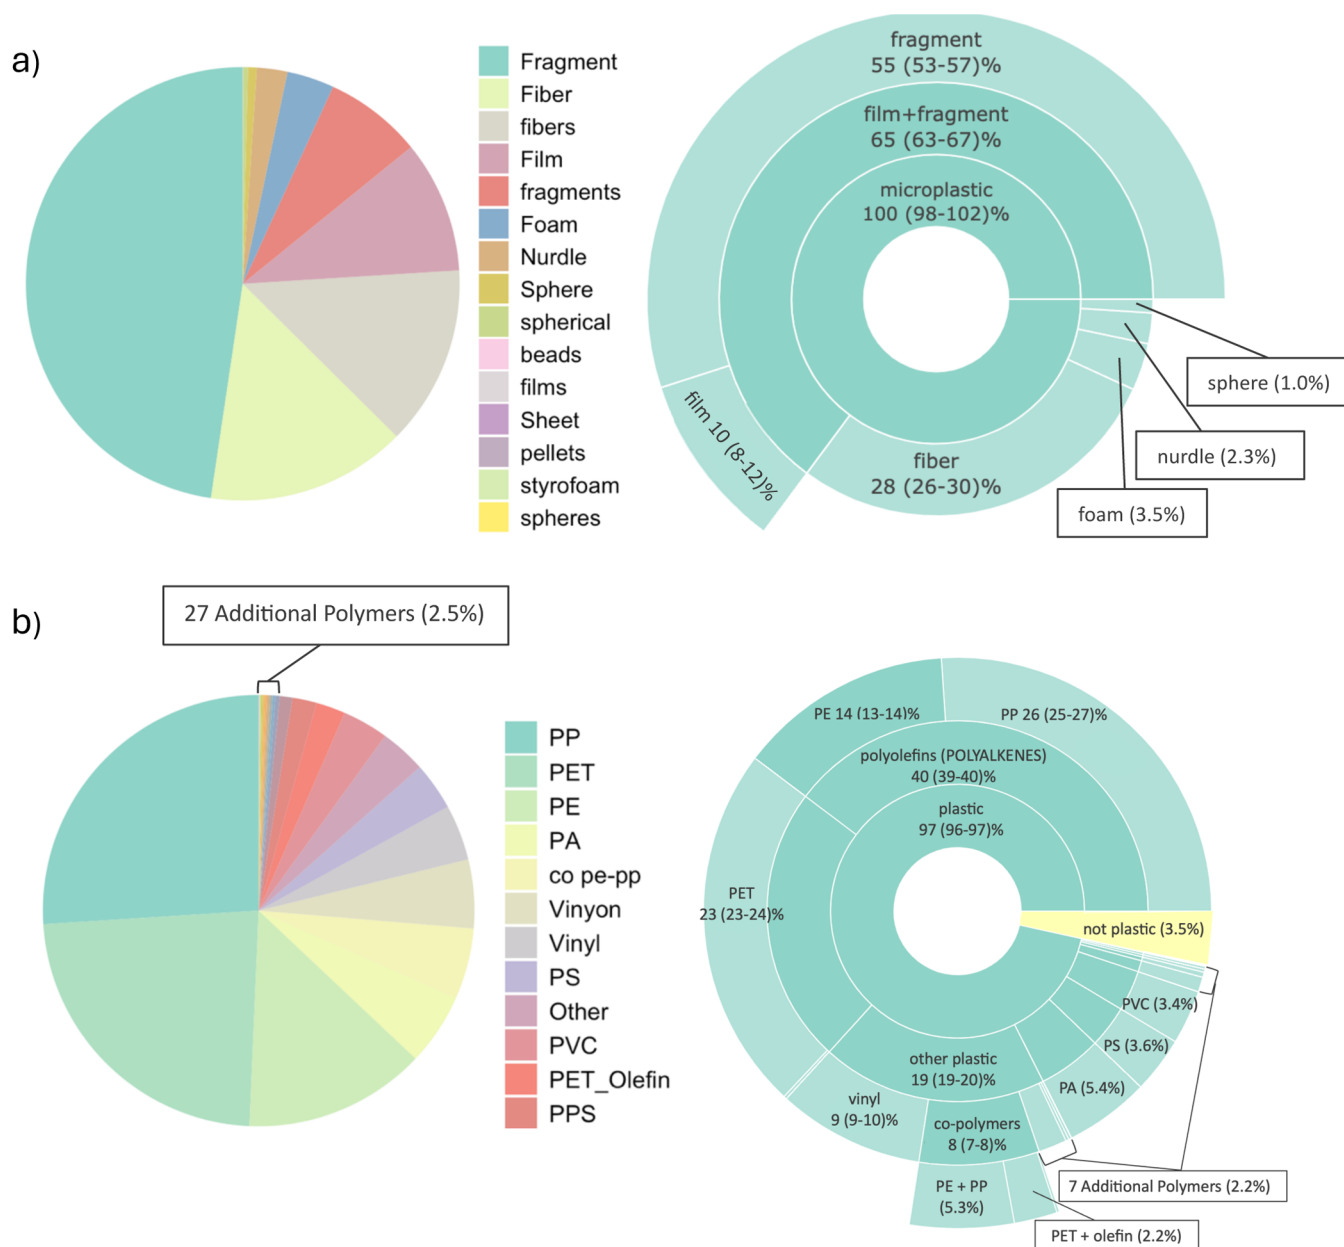 a)
Fragment
Fiber
fibers
Film
fragments
Foam
Nurdle
Sphere
spherical
beads
films
Sheet
pellets
styrofoam
spheres
fragment
55 (53-57)%
film+fragment
65 (63-67)%
microplastic
100 (98-102)%
film 10 (8-12)%
fiber
28 (26-30)%
sphere (1.0%)
nurdle (2.3%)
foam (3.5%)
b)
27 Additional Polymers (2.5%)
PP
PET
PE
PA
co pe-pp
Vinyon
Vinyl
PS
Other
PVC
PET_Olefin
PPS
PE 14 (13-14)%
PP 26 (25-27)%
polyolefins (POLYALKENES)
40 (39-40)%
plastic
97 (96-97)%
PET
23 (23-24)%
not plastic (3.5%)
PVC (3.4%)
PS (3.6%)
PA (5.4%)
other plastic
19 (19-20)%
vinyl
9 (9-10)%
co-polymers
8 (7-8)%
PE + PP
(5.3%)
7 Additional Polymers (2.2%)
PET + olefin (2.2%)